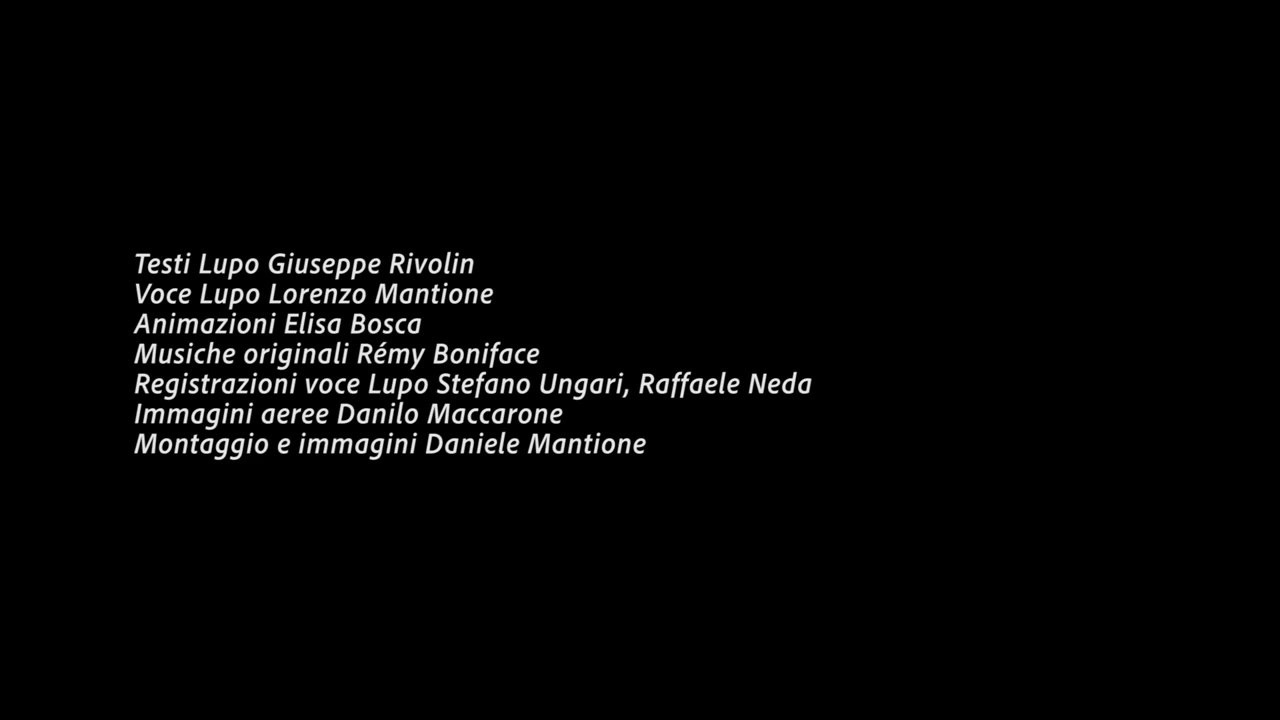 Testi Lupo Giuseppe Rivolin
Voce Lupo Lorenzo Mantione
Animazioni Elisa Bosca
Musiche originali Rémy Boniface
Registrazioni voce Lupo Stefano Ungari, Raffaele Neda
Immagini aeree Danilo Maccarone
Montaggio e immagini Daniele Mantione